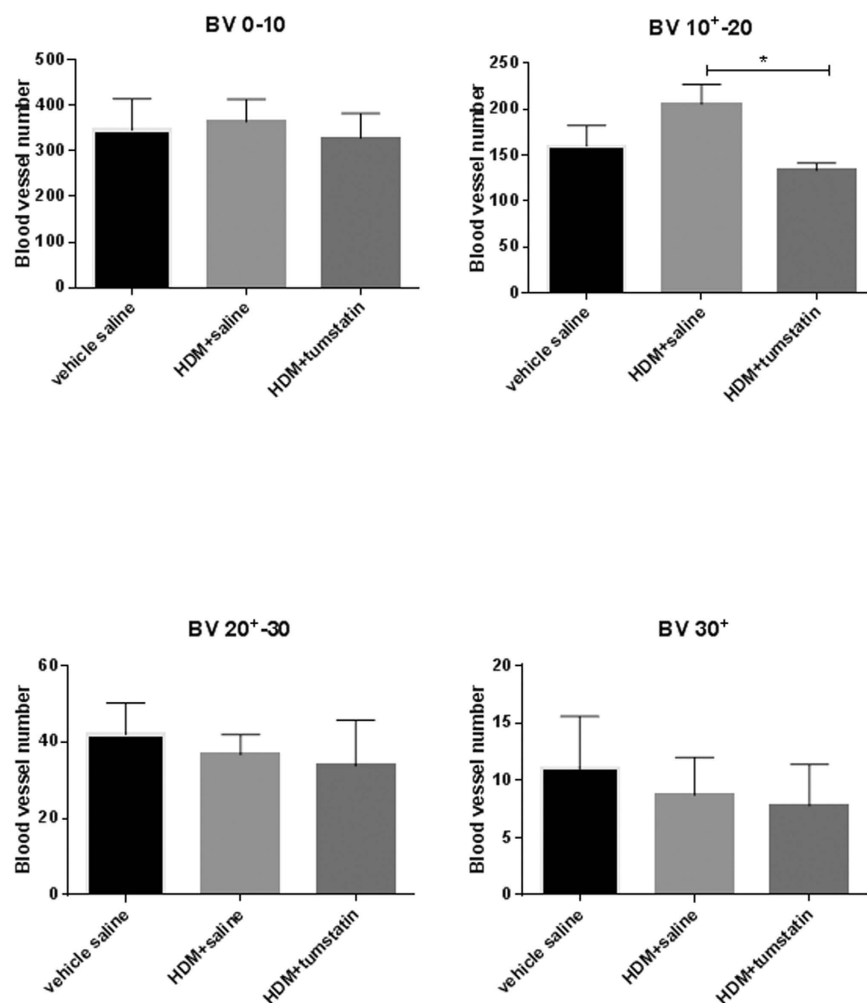 BV 0-10
Blood vessel number
500
400
300
200
100
0
vehicle saline
HDM+saline
HDM+tumstatin
BV 10⁺-20
*
Blood vessel number
250
200
150
100
50
0
vehicle saline
HDM+saline
HDM+tumstatin
BV 20⁺-30
Blood vessel number
60
40
20
0
vehicle saline
HDM+saline
HDM+tumstatin
BV 30⁺
Blood vessel number
20
15
10
5
0
vehicle saline
HDM+saline
HDM+tumstatin